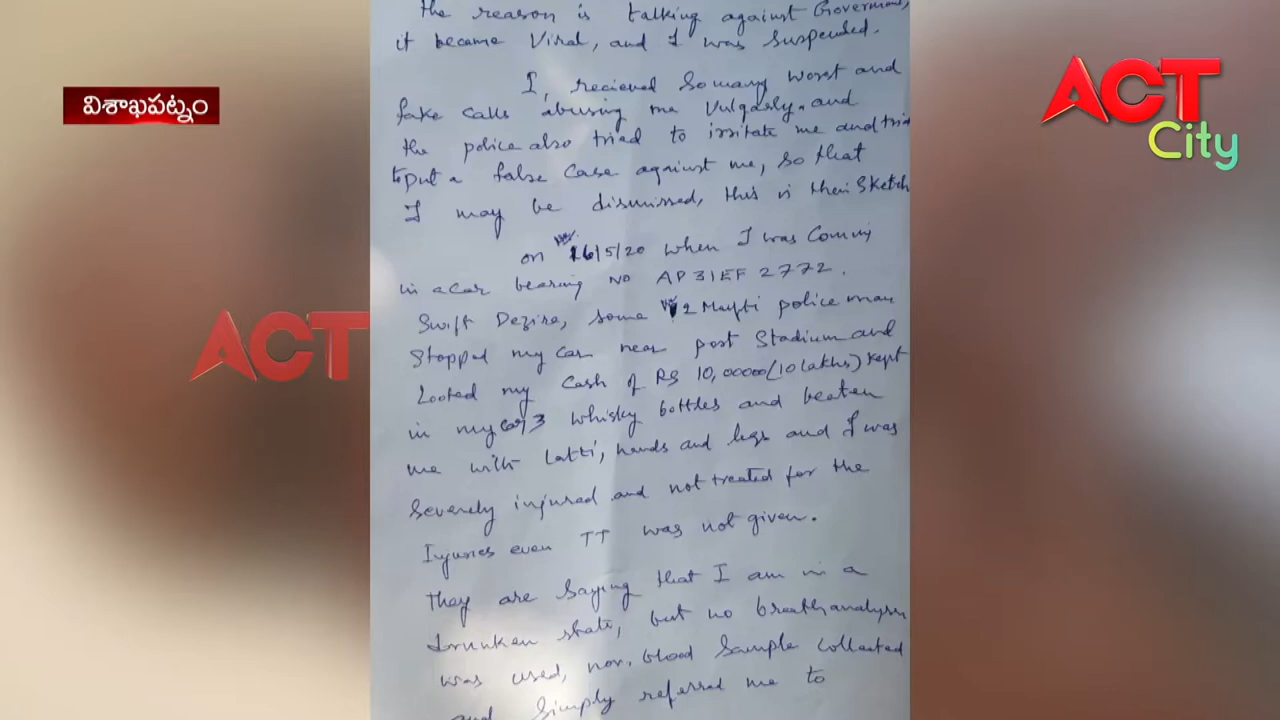 విశాఖపట్నం
ACT
City
ACT
the reason is talking against Government,
it became Viral, and I was suspended.
I, recieved so many worst and
fake calls abusing me vulgarly, and
the police also tried to irritate me and tried
to put a false case against me, so that
I may be dismissed, this is their sketch
on 16/5/20 when I was Coming
in a car bearing No AP 31EF 2772.
Swift Dezire, some 2 Mufti police man
Stopped my car near port Stadium and
Looted my cash of RS 10,00000 (10 lakhs) kept
in my car, 3 whisky bottles and beaten
me with Latti, hands and legs and I was
severely injured and not treated for the
Injuries even TT was not given.
They are saying that I am in a
drunken state, but no breath analyser
was used, nor, blood sample collected
and simply referred me to